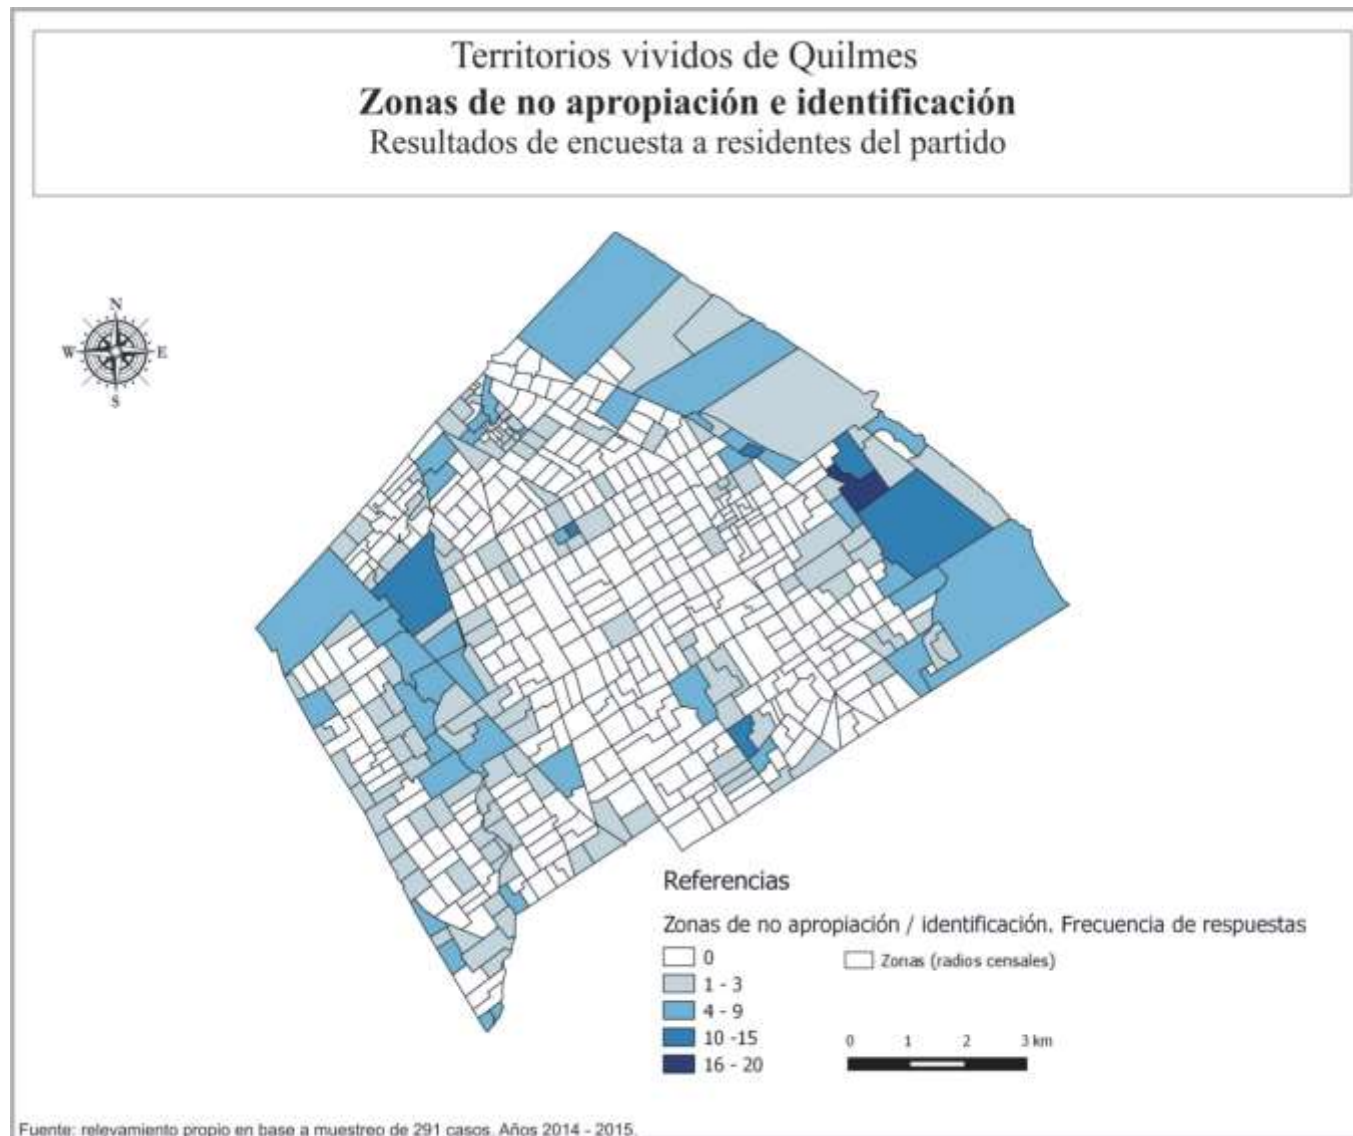 Territorios vividos de Quilmes
Zonas de no apropiación e identificación
Resultados de encuesta a residentes del partido
N
W E
S
Referencias
Zonas de no apropiación / identificación. Frecuencia de respuestas
0
Zonas (radios censales)
1 - 3
4 - 9
10 -15
16 - 20
0 1 2 3 km
Fuente: relevamiento propio en base a muestreo de 291 casos. Años 2014 - 2015.